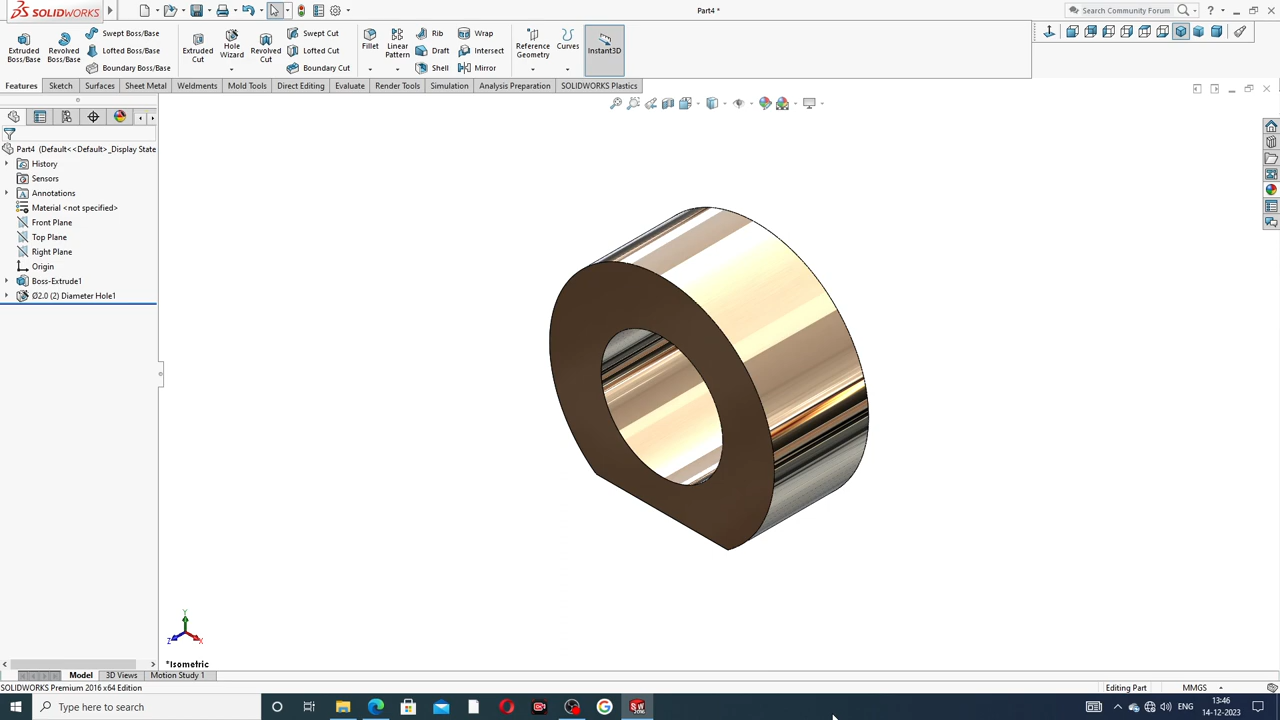 SOLIDWORKS
Part4 *
Search Community Forum
Extruded Boss/Base
Revolved Boss/Base
Swept Boss/Base
Lofted Boss/Base
Boundary Boss/Base
Extruded Cut
Hole Wizard
Revolved Cut
Swept Cut
Lofted Cut
Boundary Cut
Fillet
Linear Pattern
Rib
Draft
Shell
Wrap
Intersect
Mirror
Reference Geometry
Curves
Instant3D
Features
Sketch
Surfaces
Sheet Metal
Weldments
Mold Tools
Direct Editing
Evaluate
Render Tools
Simulation
Analysis Preparation
SOLIDWORKS Plastics
Part4 (Default<<Default>_Display State
History
Sensors
Annotations
Material <not specified>
Front Plane
Top Plane
Right Plane
Origin
Boss-Extrude1
Ø2.0 (2) Diameter Hole1
Y
Z
X
*Isometric
Model
3D Views
Motion Study 1
SOLIDWORKS Premium 2016 x64 Edition
Editing Part
MMGS
Type here to search
ENG
13:46
14-12-2023